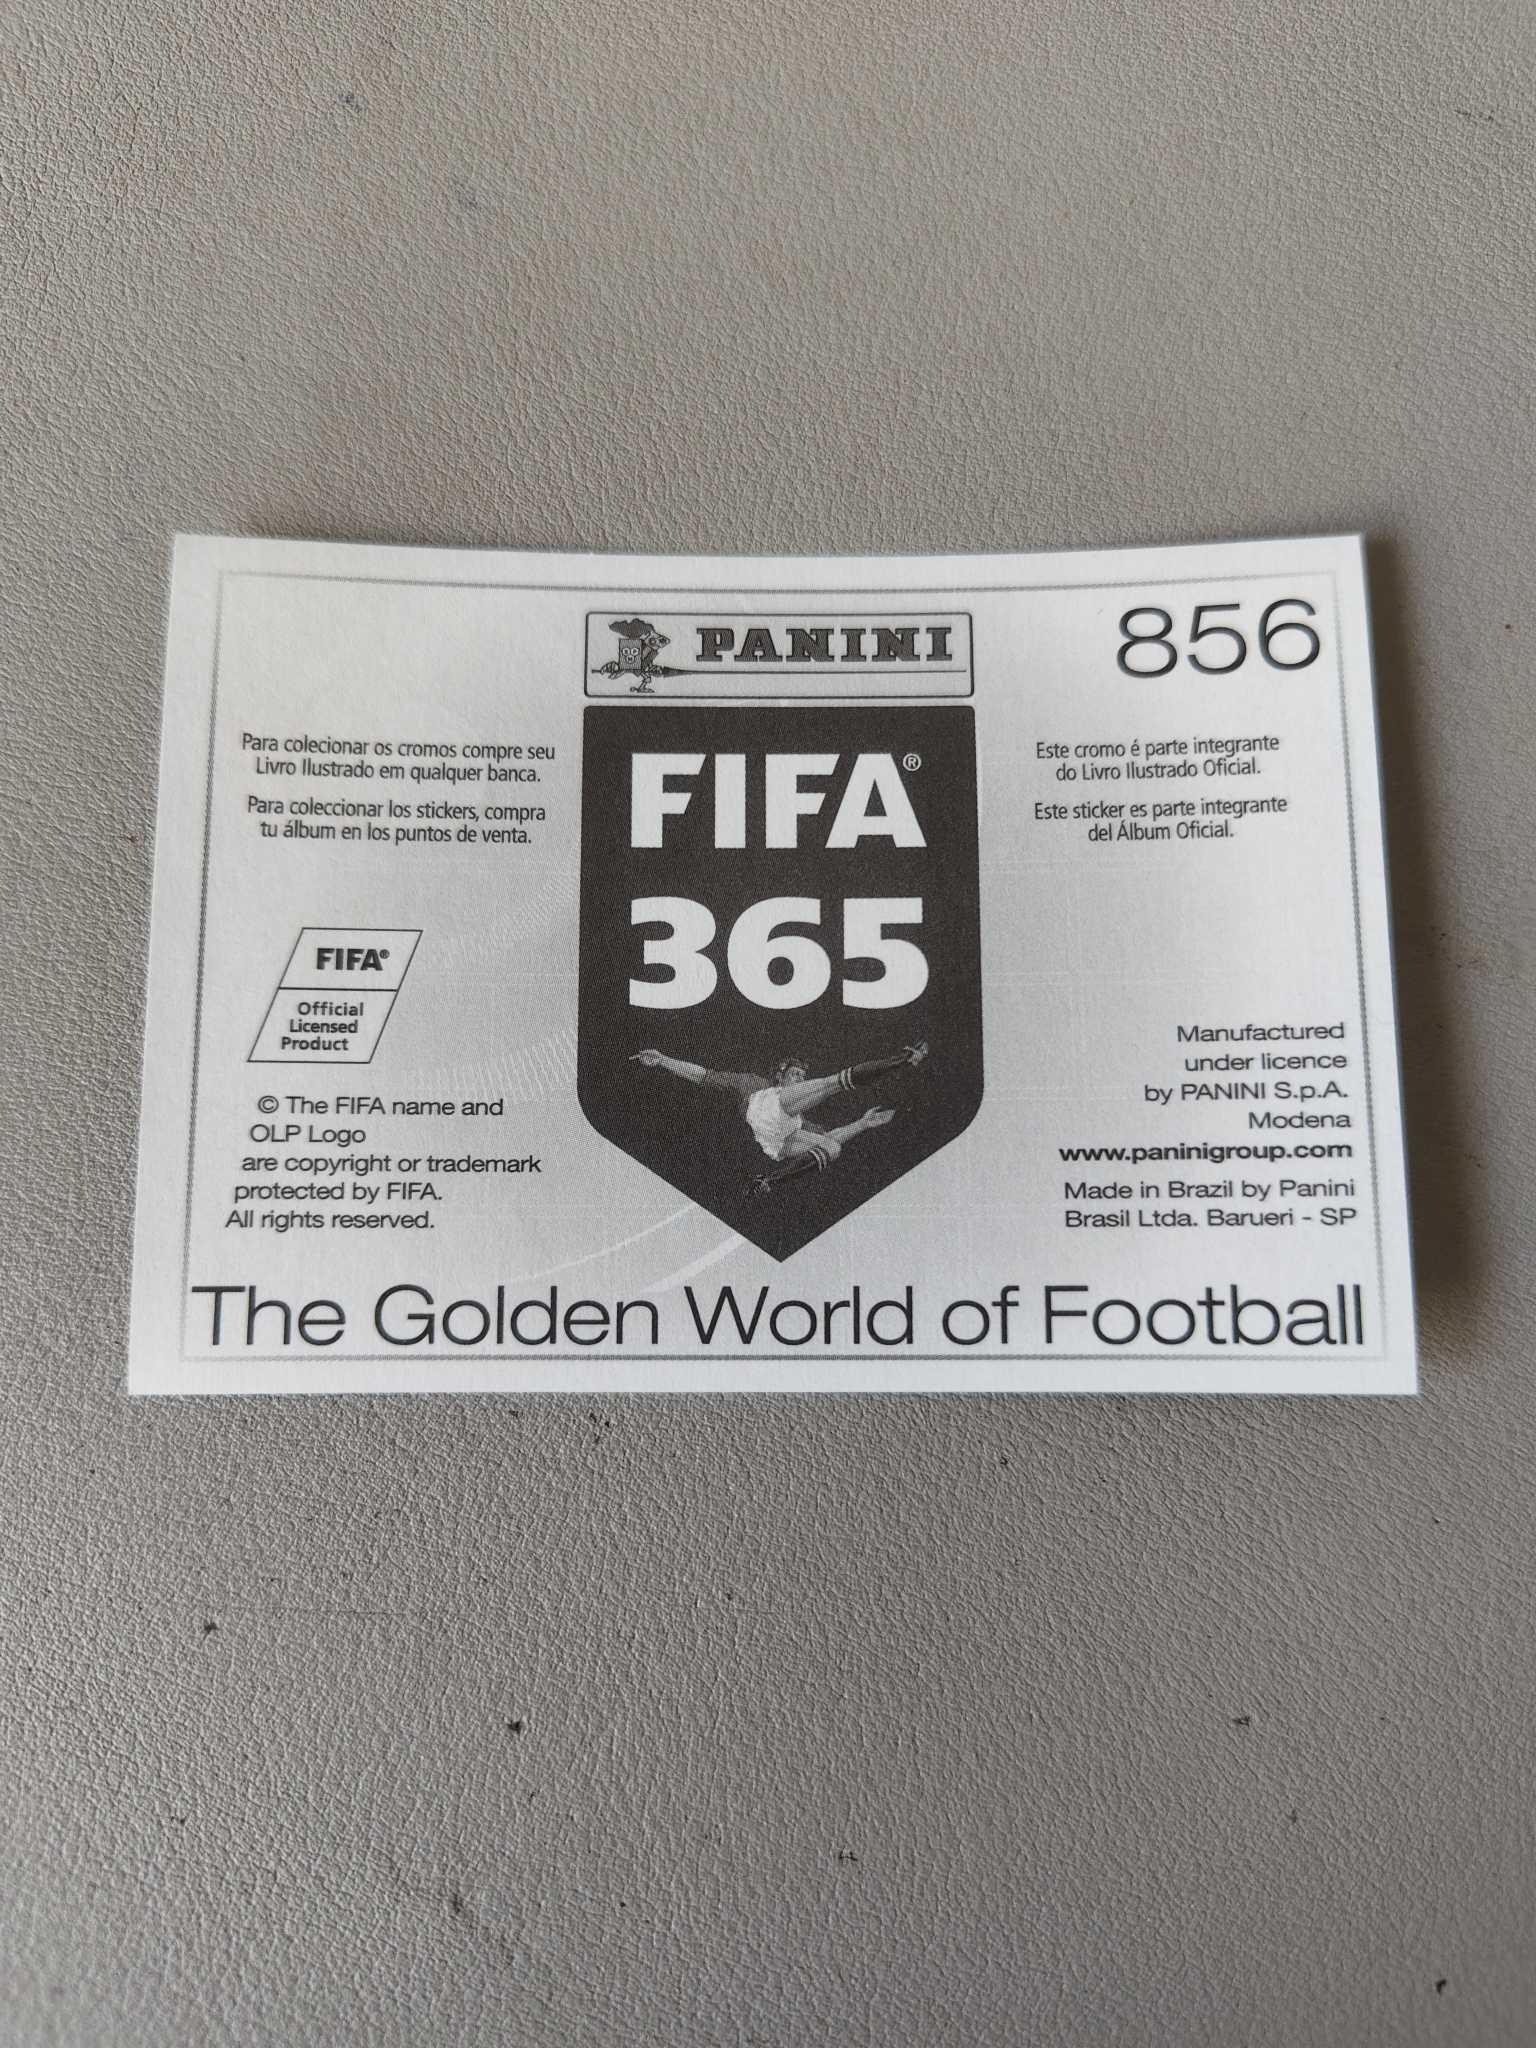 PANINI
856
Para colecionar os cromos compre seu
Livro Ilustrado em qualquer banca.
Para coleccionar los stickers, compra
tu álbum en los puntos de venta.
FIFA®
365
Este cromo é parte integrante
do Livro Ilustrado Oficial.
Este sticker es parte integrante
del Álbum Oficial.
FIFA®
Official
Licensed
Product
© The FIFA name and
OLP Logo
are copyright or trademark
protected by FIFA.
All rights reserved.
Manufactured
under licence
by PANINI S.p.A.
Modena
www.paninigroup.com
Made in Brazil by Panini
Brasil Ltda. Barueri - SP
The Golden World of Football